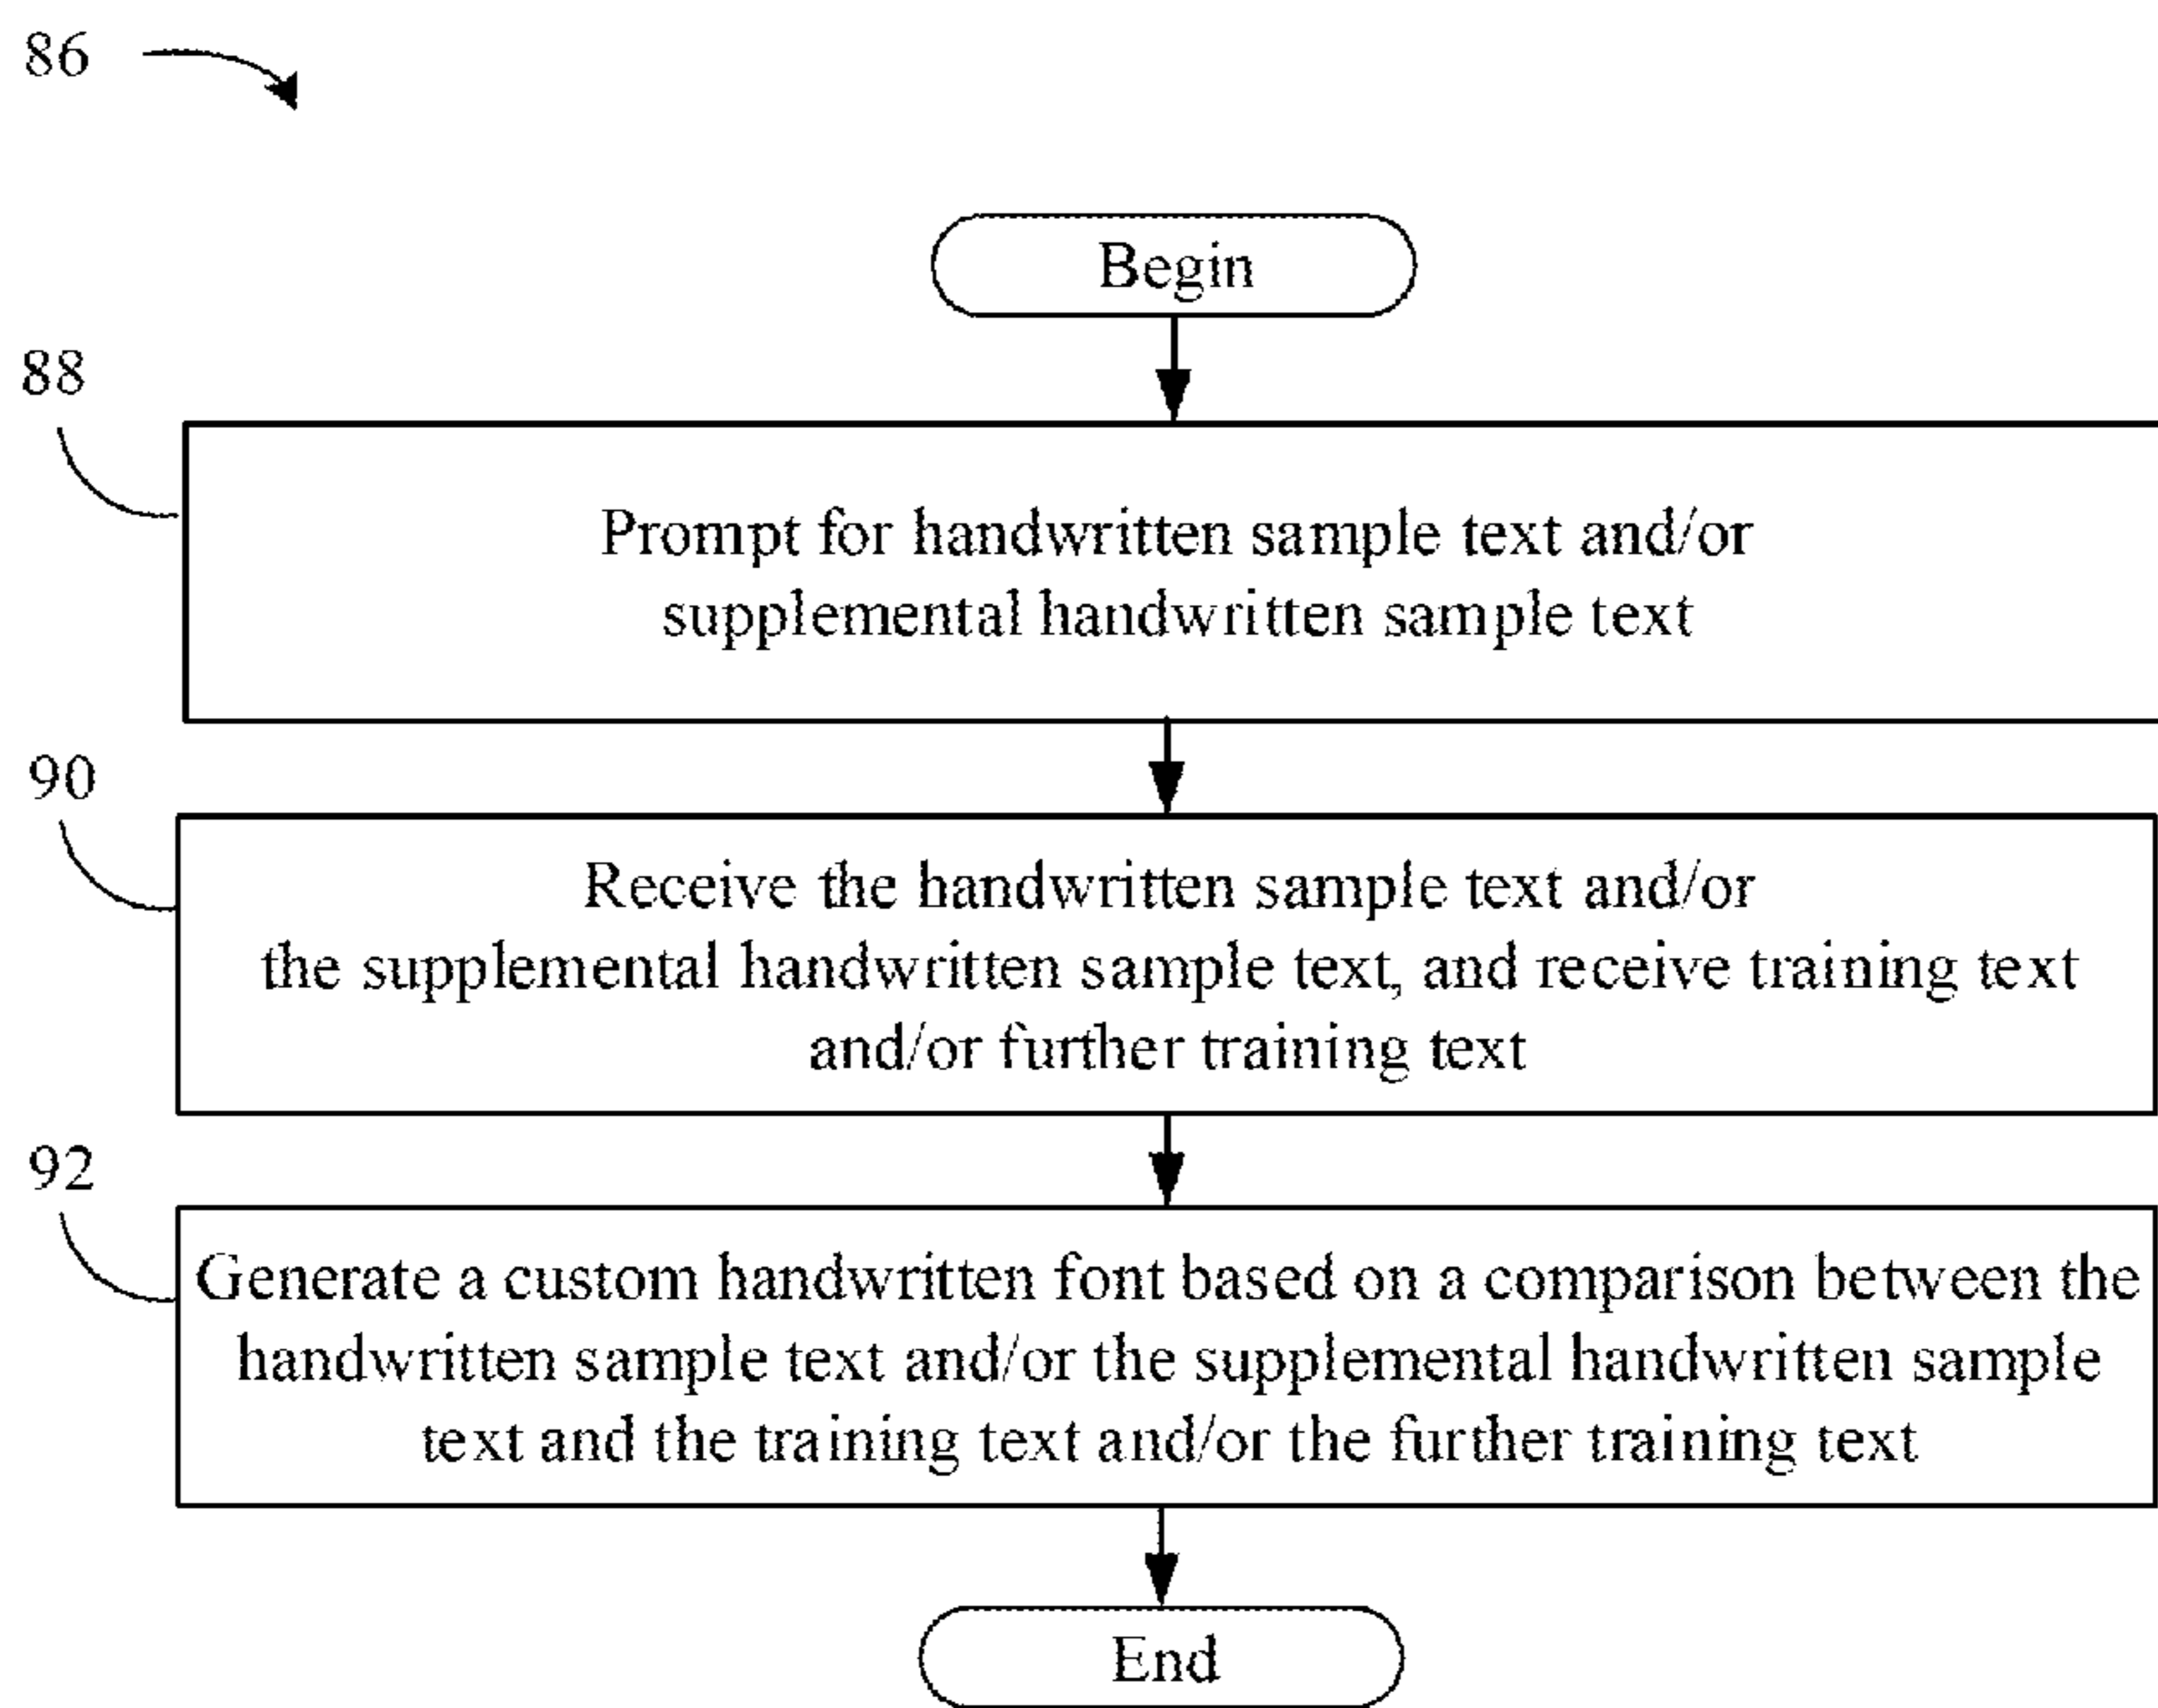 86
Begin
88
Prompt for handwritten sample text and/or
supplemental handwritten sample text
90
Receive the handwritten sample text and/or
the supplemental handwritten sample text, and receive training text
and/or further training text
92
Generate a custom handwritten font based on a comparison between the
handwritten sample text and/or the supplemental handwritten sample
text and the training text and/or the further training text
End